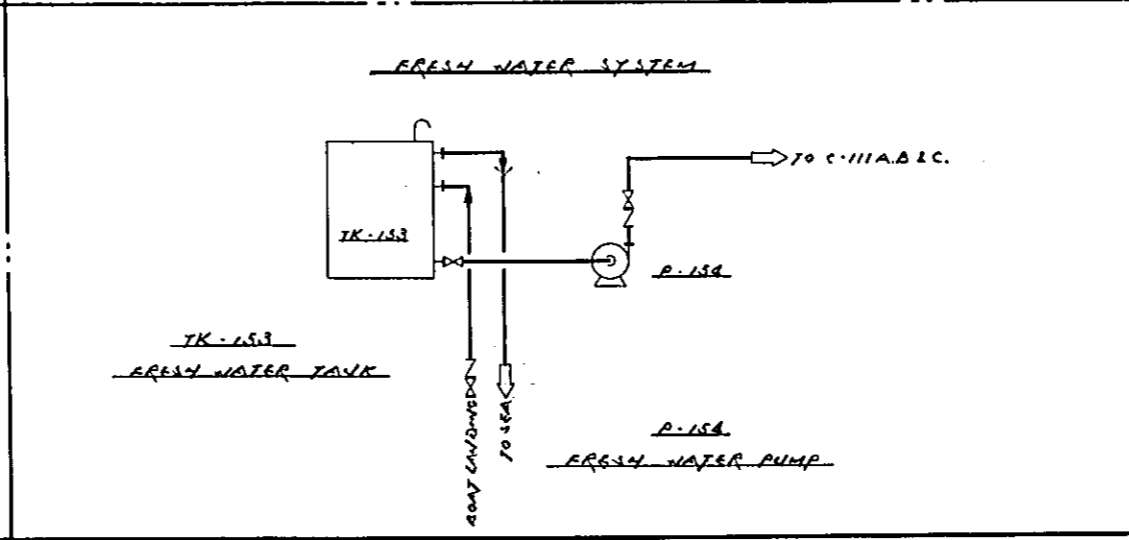 FRESH WATER SYSTEM
TO C-111 A.B & C.
TK-153
P-154
TK-153
FRESH WATER TANK
BOAT LANDING
TO SEA
P-154
FRESH WATER PUMP